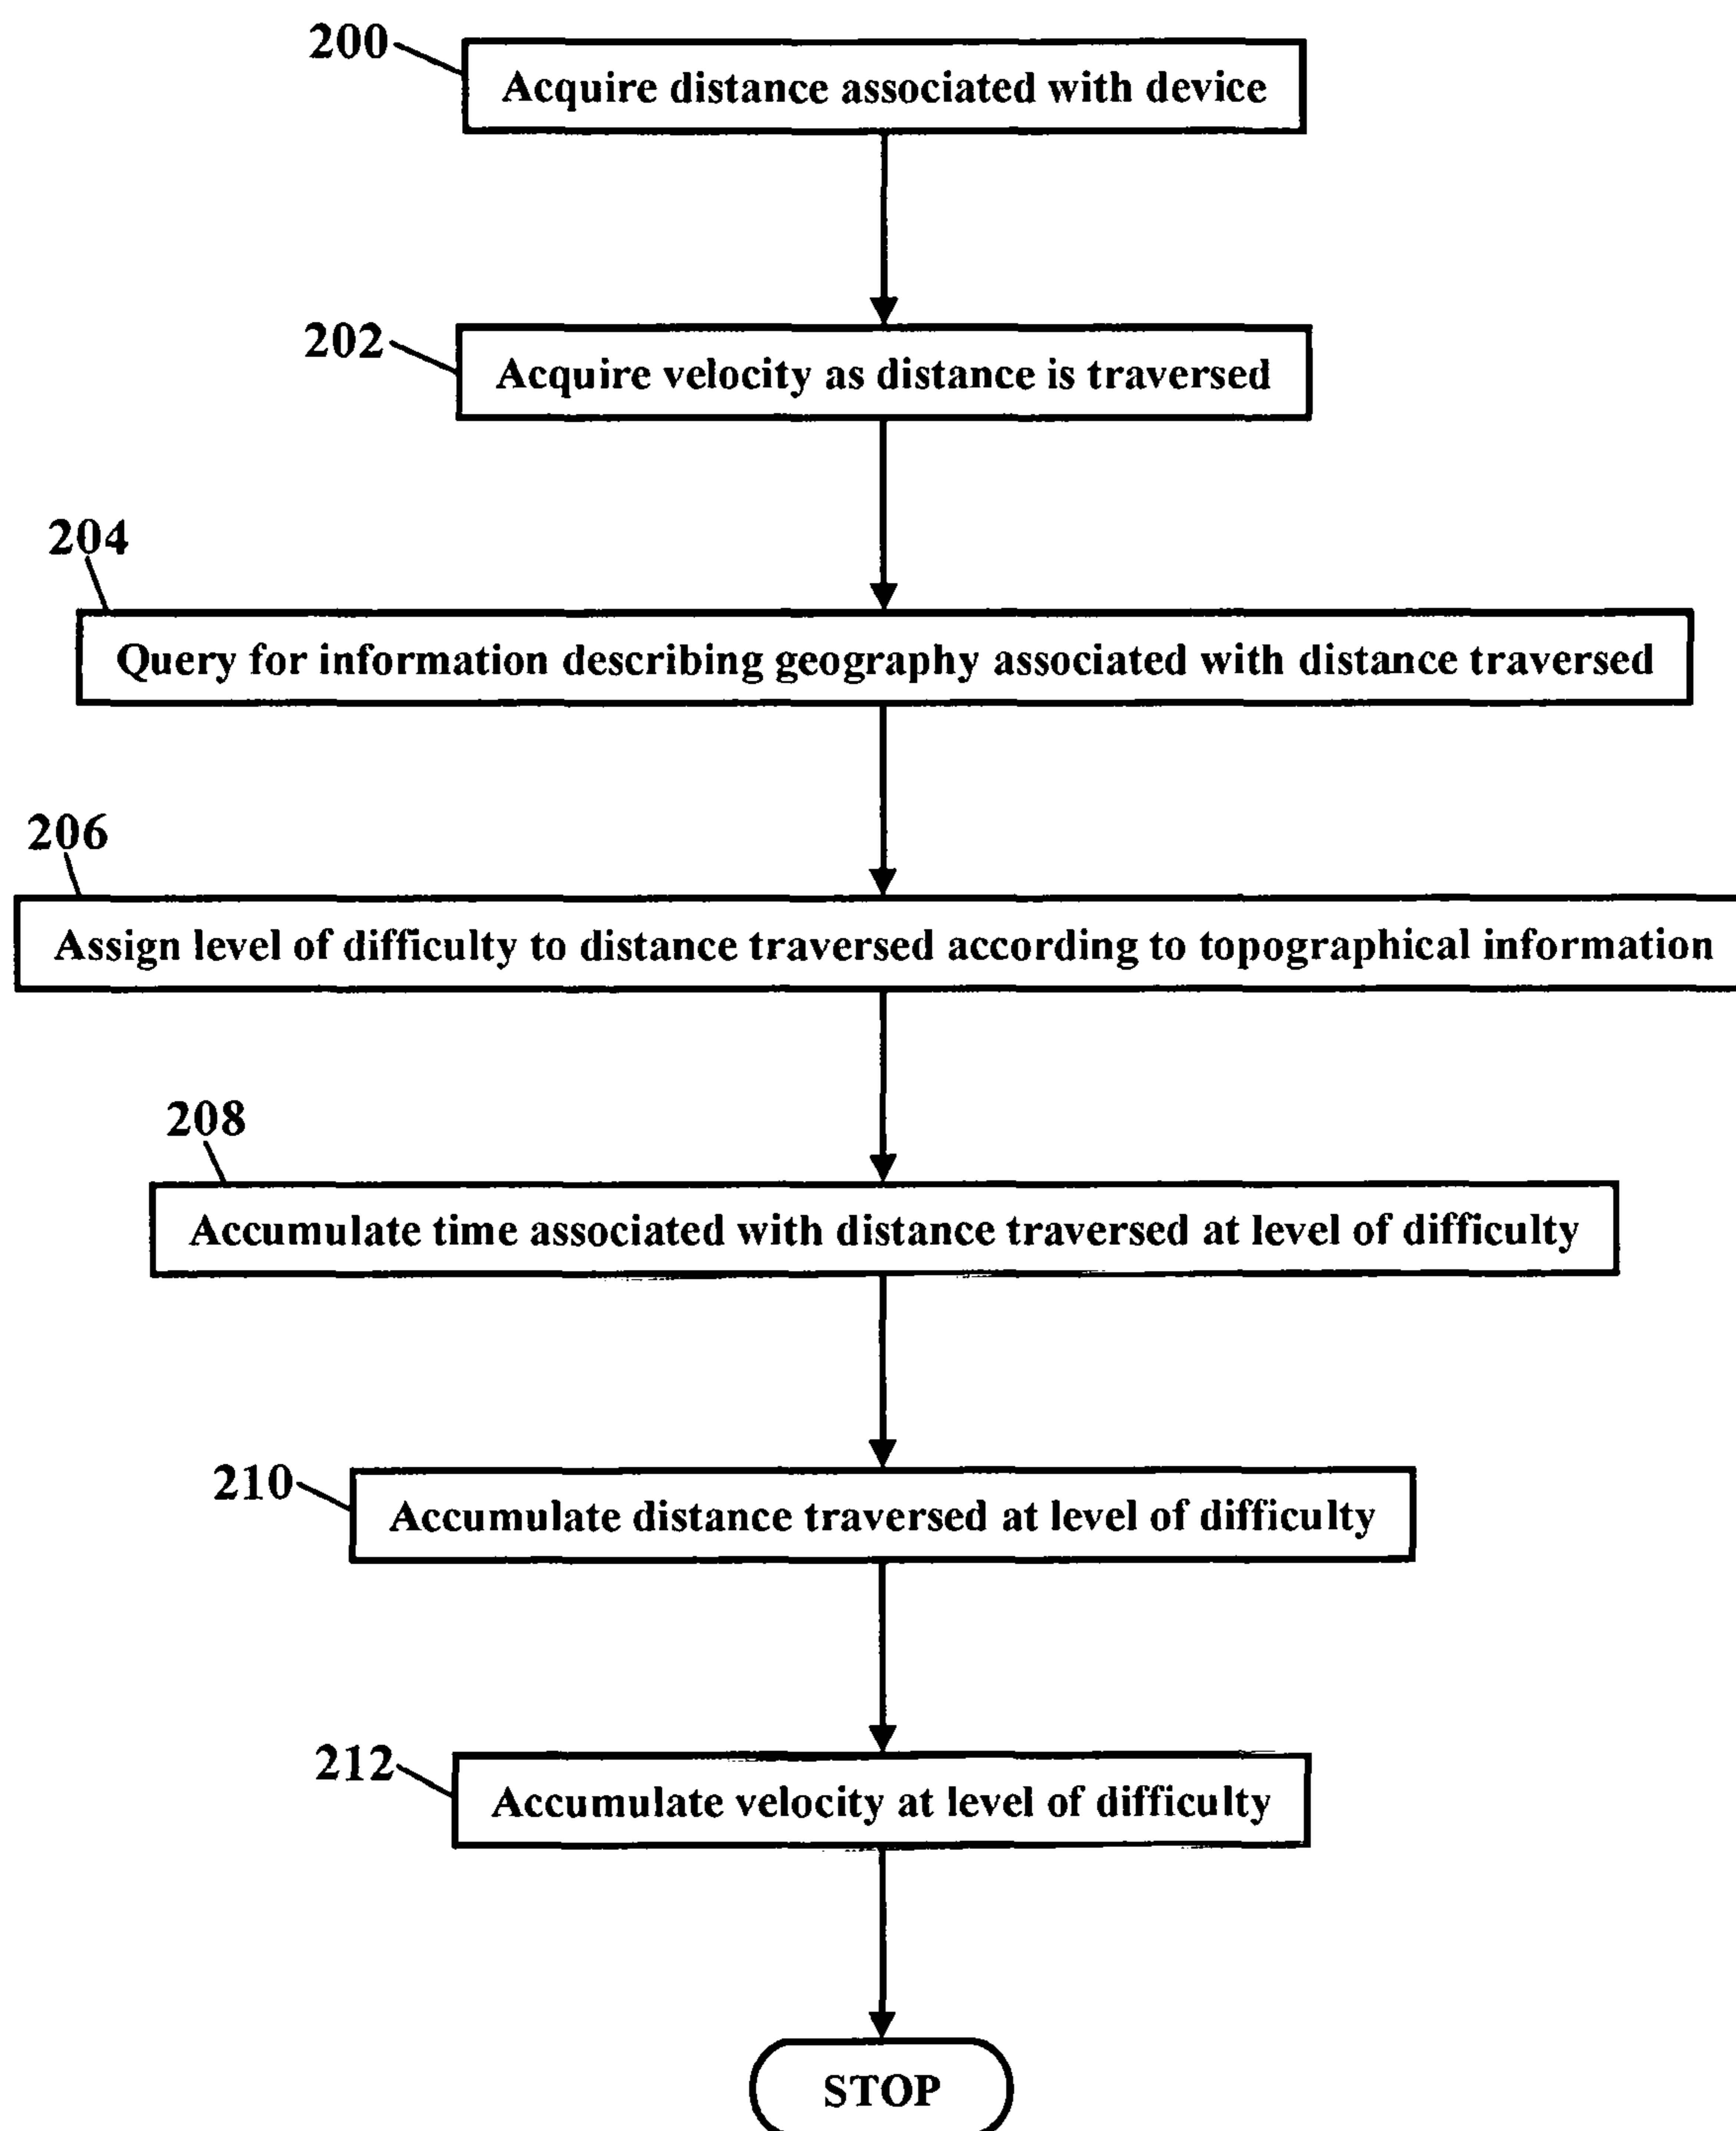 200
Acquire distance associated with device
202
Acquire velocity as distance is traversed
204
Query for information describing geography associated with distance traversed
206
Assign level of difficulty to distance traversed according to topographical information
208
Accumulate time associated with distance traversed at level of difficulty
210
Accumulate distance traversed at level of difficulty
212
Accumulate velocity at level of difficulty
STOP